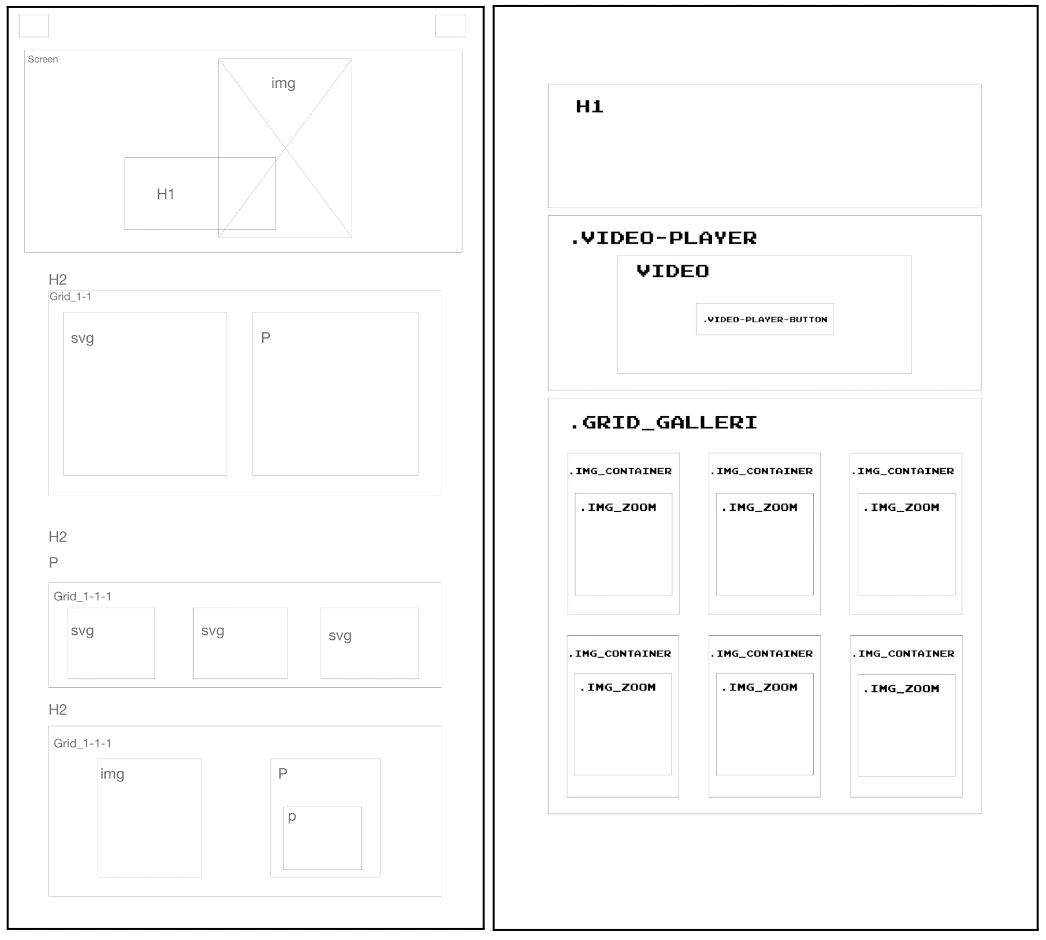 Screen
img
H1
H2
Grid_1-1
svg
P
H2
P
Grid_1-1-1
svg
svg
svg
H2
Grid_1-1-1
img
P
p
H1
.VIDEO-PLAYER
VIDEO
.VIDEO-PLAYER-BUTTON
.GRID_GALLERI
.IMG_CONTAINER
.IMG_CONTAINER
.IMG_CONTAINER
.IMG_ZOOM
.IMG_ZOOM
.IMG_ZOOM
.IMG_CONTAINER
.IMG_CONTAINER
.IMG_CONTAINER
.IMG_ZOOM
.IMG_ZOOM
.IMG_ZOOM